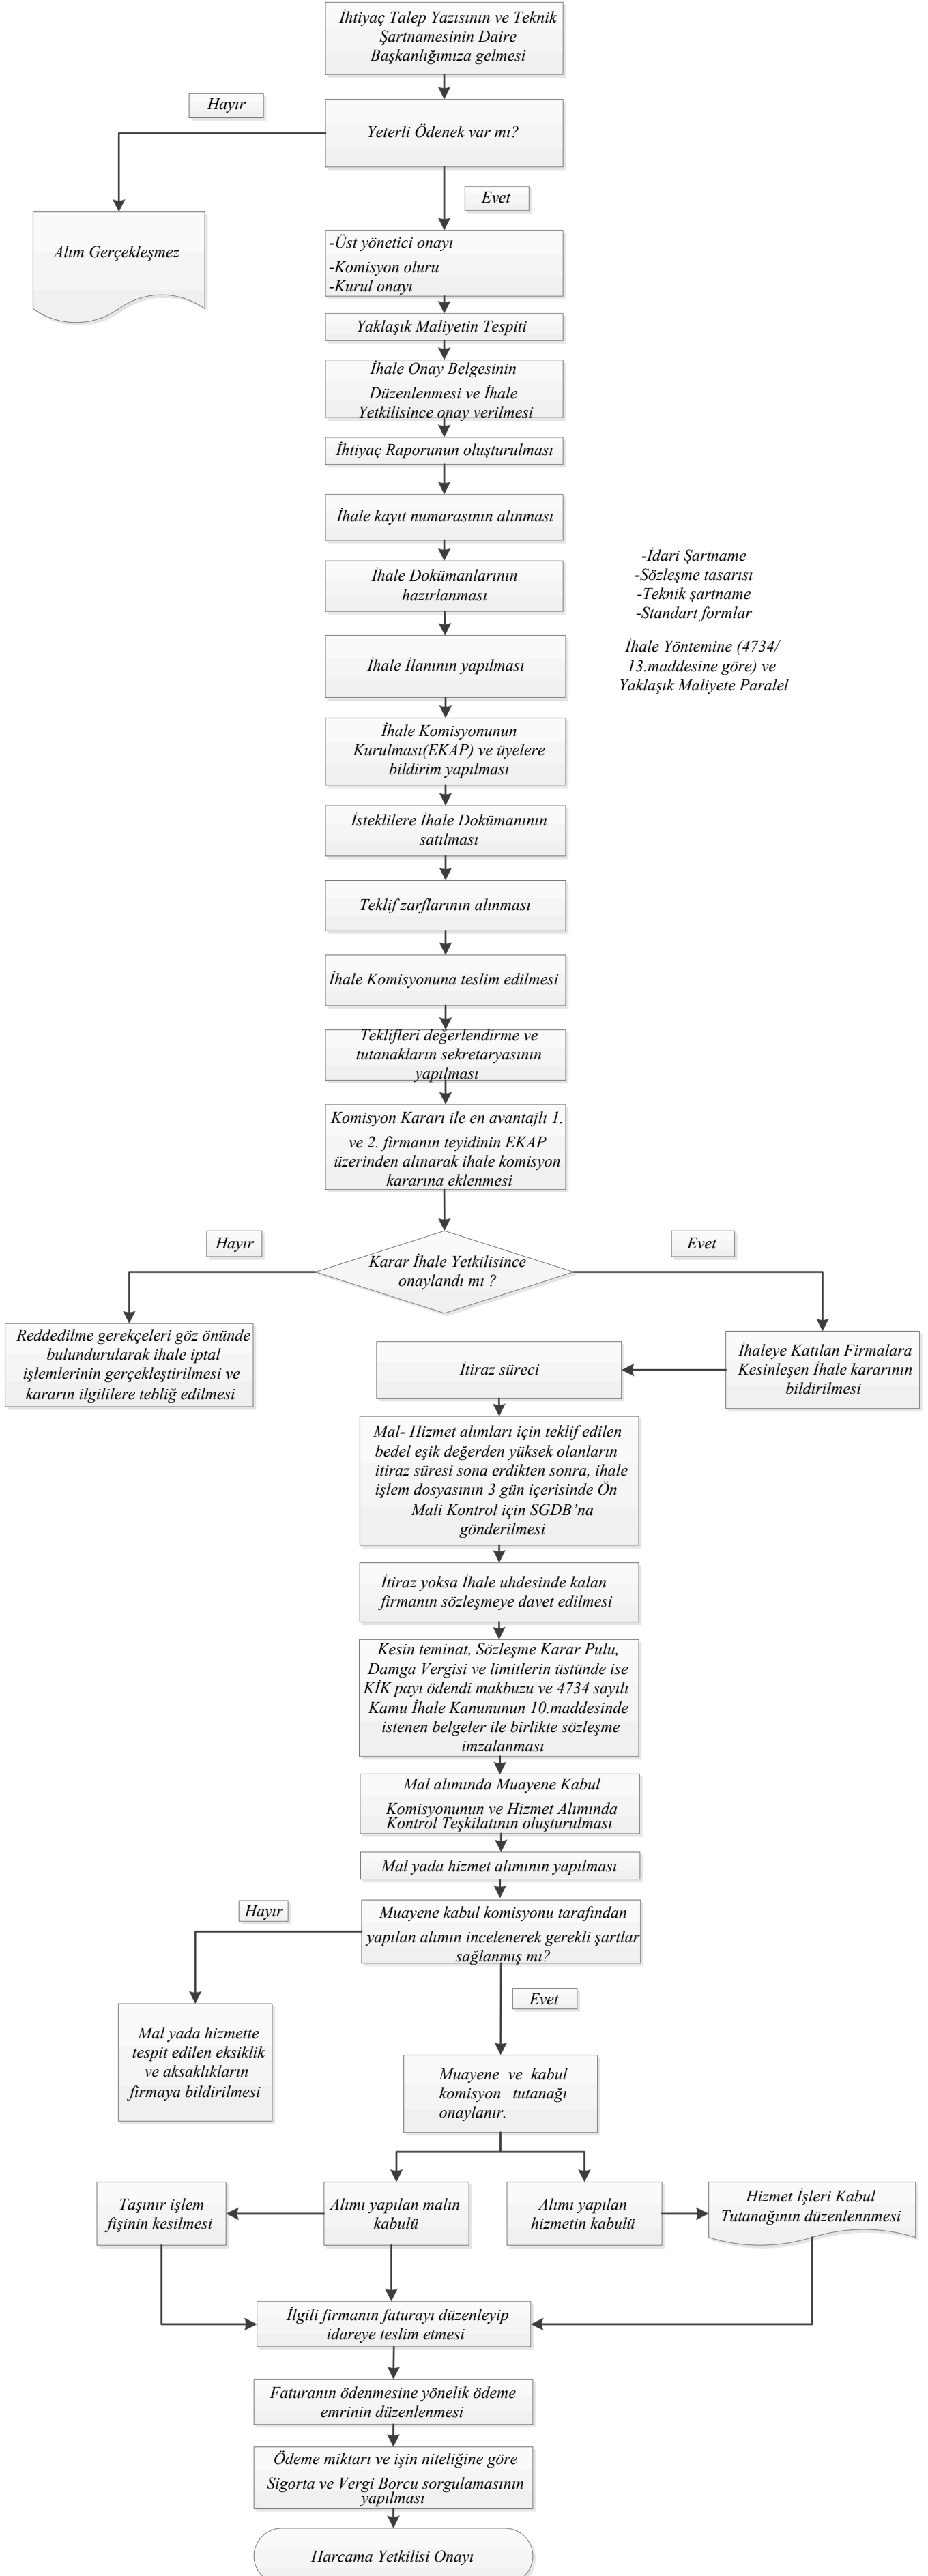 İhtiyaç Talep Yazısının ve Teknik
Şartnamesinin Daire
Başkanlığımıza gelmesi
Hayır
Yeterli Ödenek var mı?
Evet
Alım Gerçekleşmez
-Üst yönetici onayı
-Komisyon oluru
-Kurul onayı
Yaklaşık Maliyetin Tespiti
İhale Onay Belgesinin
Düzenlenmesi ve İhale
Yetkilisince onay verilmesi
İhtiyaç Raporunun oluşturulması
İhale kayıt numarasının alınması
İhale Dokümanlarının
hazırlanması
-İdari Şartname
-Sözleşme tasarısı
-Teknik şartname
-Standart formlar
İhale İlanının yapılması
İhale Yöntemine (4734/
13.maddesine göre) ve
Yaklaşık Maliyete Paralel
İhale Komisyonunun
Kurulması(EKAP) ve üyelere
bildirim yapılması
İsteklilere İhale Dokümanının
satılması
Teklif zarflarının alınması
İhale Komisyonuna teslim edilmesi
Teklifleri değerlendirme ve
tutanakların sekretaryasının
yapılması
Komisyon Kararı ile en avantajlı 1.
ve 2. firmanın teyidinin EKAP
üzerinden alınarak ihale komisyon
kararına eklenmesi
Hayır
Evet
Karar İhale Yetkilisince
onaylandı mı ?
Reddedilme gerekçeleri göz önünde
bulundurularak ihale iptal
işlemlerinin gerçekleştirilmesi ve
kararın ilgililere tebliğ edilmesi
İhaleye Katılan Firmalara
Kesinleşen İhale kararının
bildirilmesi
İtiraz süreci
Mal- Hizmet alımları için teklif edilen
bedel eşik değerden yüksek olanların
itiraz süresi sona erdikten sonra, ihale
işlem dosyasının 3 gün içerisinde Ön
Mali Kontrol için SGDB’na
gönderilmesi
İtiraz yoksa İhale uhdesinde kalan
firmanın sözleşmeye davet edilmesi
Kesin teminat, Sözleşme Karar Pulu,
Damga Vergisi ve limitlerin üstünde ise
KİK payı ödendi makbuzu ve 4734 sayılı
Kamu İhale Kanununun 10.maddesinde
istenen belgeler ile birlikte sözleşme
imzalanması
Mal alımında Muayene Kabul
Komisyonunun ve Hizmet Alımında
Kontrol Teşkilatının oluşturulması
Mal yada hizmet alımının yapılması
Hayır
Muayene kabul komisyonu tarafından
yapılan alımın incelenerek gerekli şartlar
sağlanmış mı?
Evet
Mal yada hizmette
tespit edilen eksiklik
ve aksaklıkların
firmaya bildirilmesi
Muayene ve kabul
komisyon tutanağı
onaylanır.
Taşınır işlem
fişinin kesilmesi
Alımı yapılan malın
kabulü
Alımı yapılan
hizmetin kabulü
Hizmet İşleri Kabul
Tutanağının düzenlennmesi
İlgili firmanın faturayı düzenleyip
idareye teslim etmesi
Faturanın ödenmesine yönelik ödeme
emrinin düzenlenmesi
Ödeme miktarı ve işin niteliğine göre
Sigorta ve Vergi Borcu sorgulamasının
yapılması
Harcama Yetkilisi Onayı